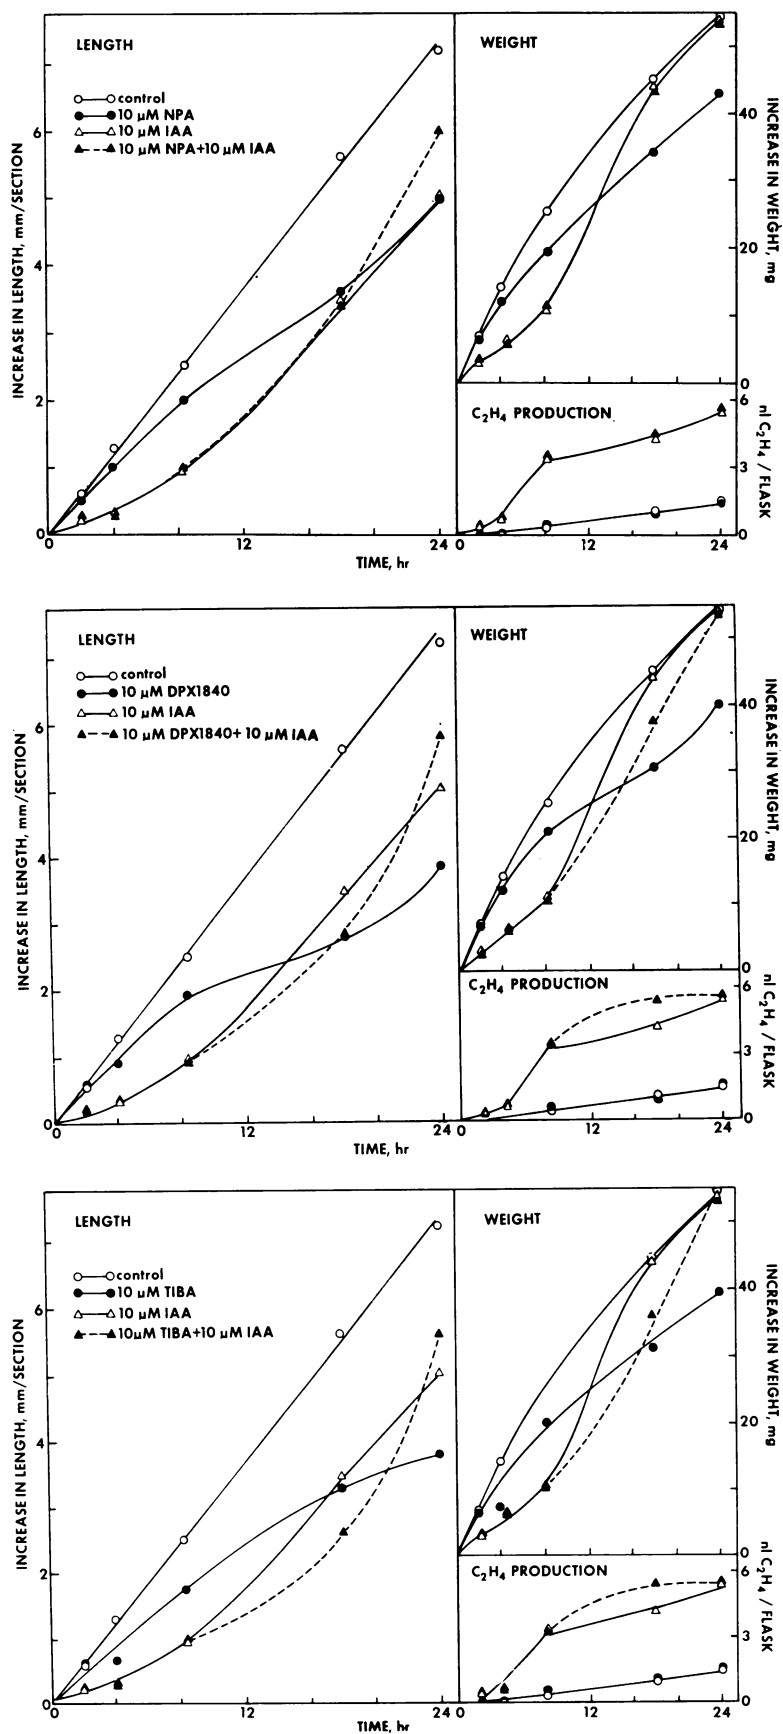 LENGTH
control
10 μM NPA
10 μM IAA
10 μM NPA+10 μM IAA
INCREASE IN LENGTH, mm/SECTION
6
4
2
0
0
12
24
TIME, hr
WEIGHT
40
20
0
INCREASE IN WEIGHT, mg
C₂H₄ PRODUCTION
6
3
0
nl C₂H₄ / FLASK
0
12
24
LENGTH
control
10 μM DPX1840
10 μM IAA
10 μM DPX1840+ 10 μM IAA
INCREASE IN LENGTH, mm/SECTION
6
4
2
0
0
12
24
TIME, hr
WEIGHT
40
20
0
INCREASE IN WEIGHT, mg
C₂H₄ PRODUCTION
6
3
0
nl C₂H₄ / FLASK
0
12
24
LENGTH
control
10 μM TIBA
10 μM IAA
10μM TIBA+10 μM IAA
INCREASE IN LENGTH, mm/SECTION
6
4
2
0
0
12
24
TIME, hr
WEIGHT
40
20
0
INCREASE IN WEIGHT, mg
C₂H₄ PRODUCTION
6
3
0
nl C₂H₄ / FLASK
0
12
24